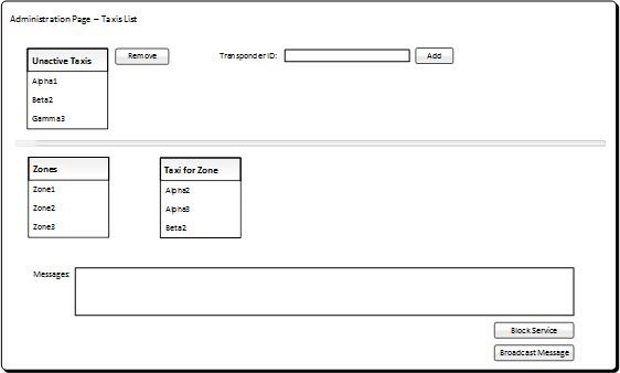 Administration Page – Taxis List
Unactive Taxis
Remove
Transponder ID:
Add
Alpha1
Beta2
Gamma3
Zones
Zone1
Zone2
Zone3
Taxi for Zone
Alpha2
Alpha3
Beta2
Messages:
Block Service
Broadcast Message